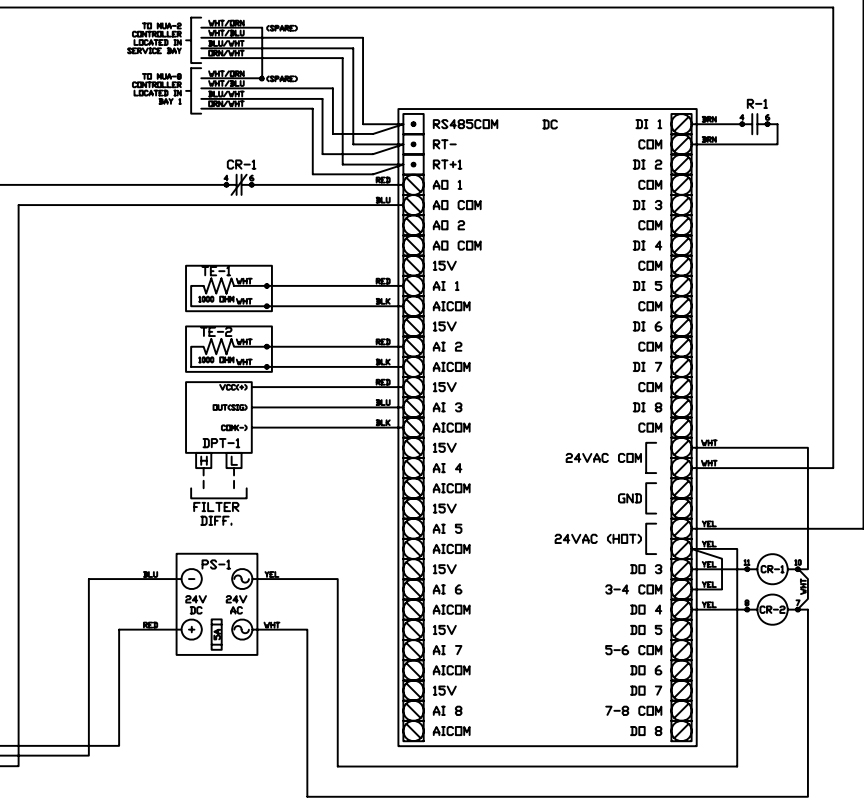 TO MUA-2
CONTROLLER
LOCATED IN
SERVICE BAY
WHT/ORN
WHT/BLU
BLU/WHT
ORN/WHT
(SPARE)
TO MUA-8
CONTROLLER
LOCATED IN
BAY 1
WHT/ORN
WHT/BLU
BLU/WHT
ORN/WHT
(SPARE)
CR-1
4 6
RED
BLU
TE-1
WHT
1000 OHM WHT
RED
BLK
TE-2
WHT
1000 OHM WHT
RED
BLK
VCC(+)
OUT(SIG)
COM(-)
DPT-1
RED
BLU
BLK
H L
FILTER
DIFF.
PS-1
BLU
YEL
24V
DC
24V
AC
RED
WHT
5A
DC
RS485COM
RT-
RT+1
AO 1
AO COM
AO 2
AO COM
15V
AI 1
AICOM
15V
AI 2
AICOM
15V
AI 3
AICOM
15V
AI 4
AICOM
15V
AI 5
AICOM
15V
AI 6
AICOM
15V
AI 7
AICOM
15V
AI 8
AICOM
DI 1
COM
DI 2
COM
DI 3
COM
DI 4
COM
DI 5
COM
DI 6
COM
DI 7
COM
DI 8
COM
24VAC COM
GND
24VAC (HOT)
DO 3
3-4 COM
DO 4
DO 5
5-6 COM
DO 6
DO 7
7-8 COM
DO 8
R-1
BRN
4 6
BRN
WHT
WHT
YEL
YEL
YEL
11
CR-1
10
YEL
WHT
YEL
8
CR-2
7